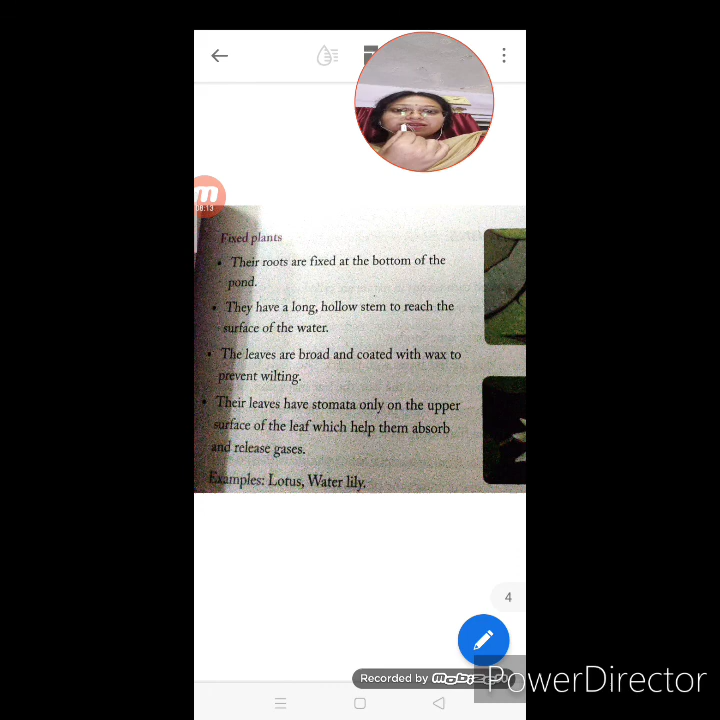 08:13
Fixed plants
• Their roots are fixed at the bottom of the
pond.
• They have a long, hollow stem to reach the
surface of the water.
• The leaves are broad and coated with wax to
prevent wilting.
• Their leaves have stomata only on the upper
surface of the leaf which help them absorb
and release gases.
Examples: Lotus, Water lily.
4
Recorded by
PowerDirector